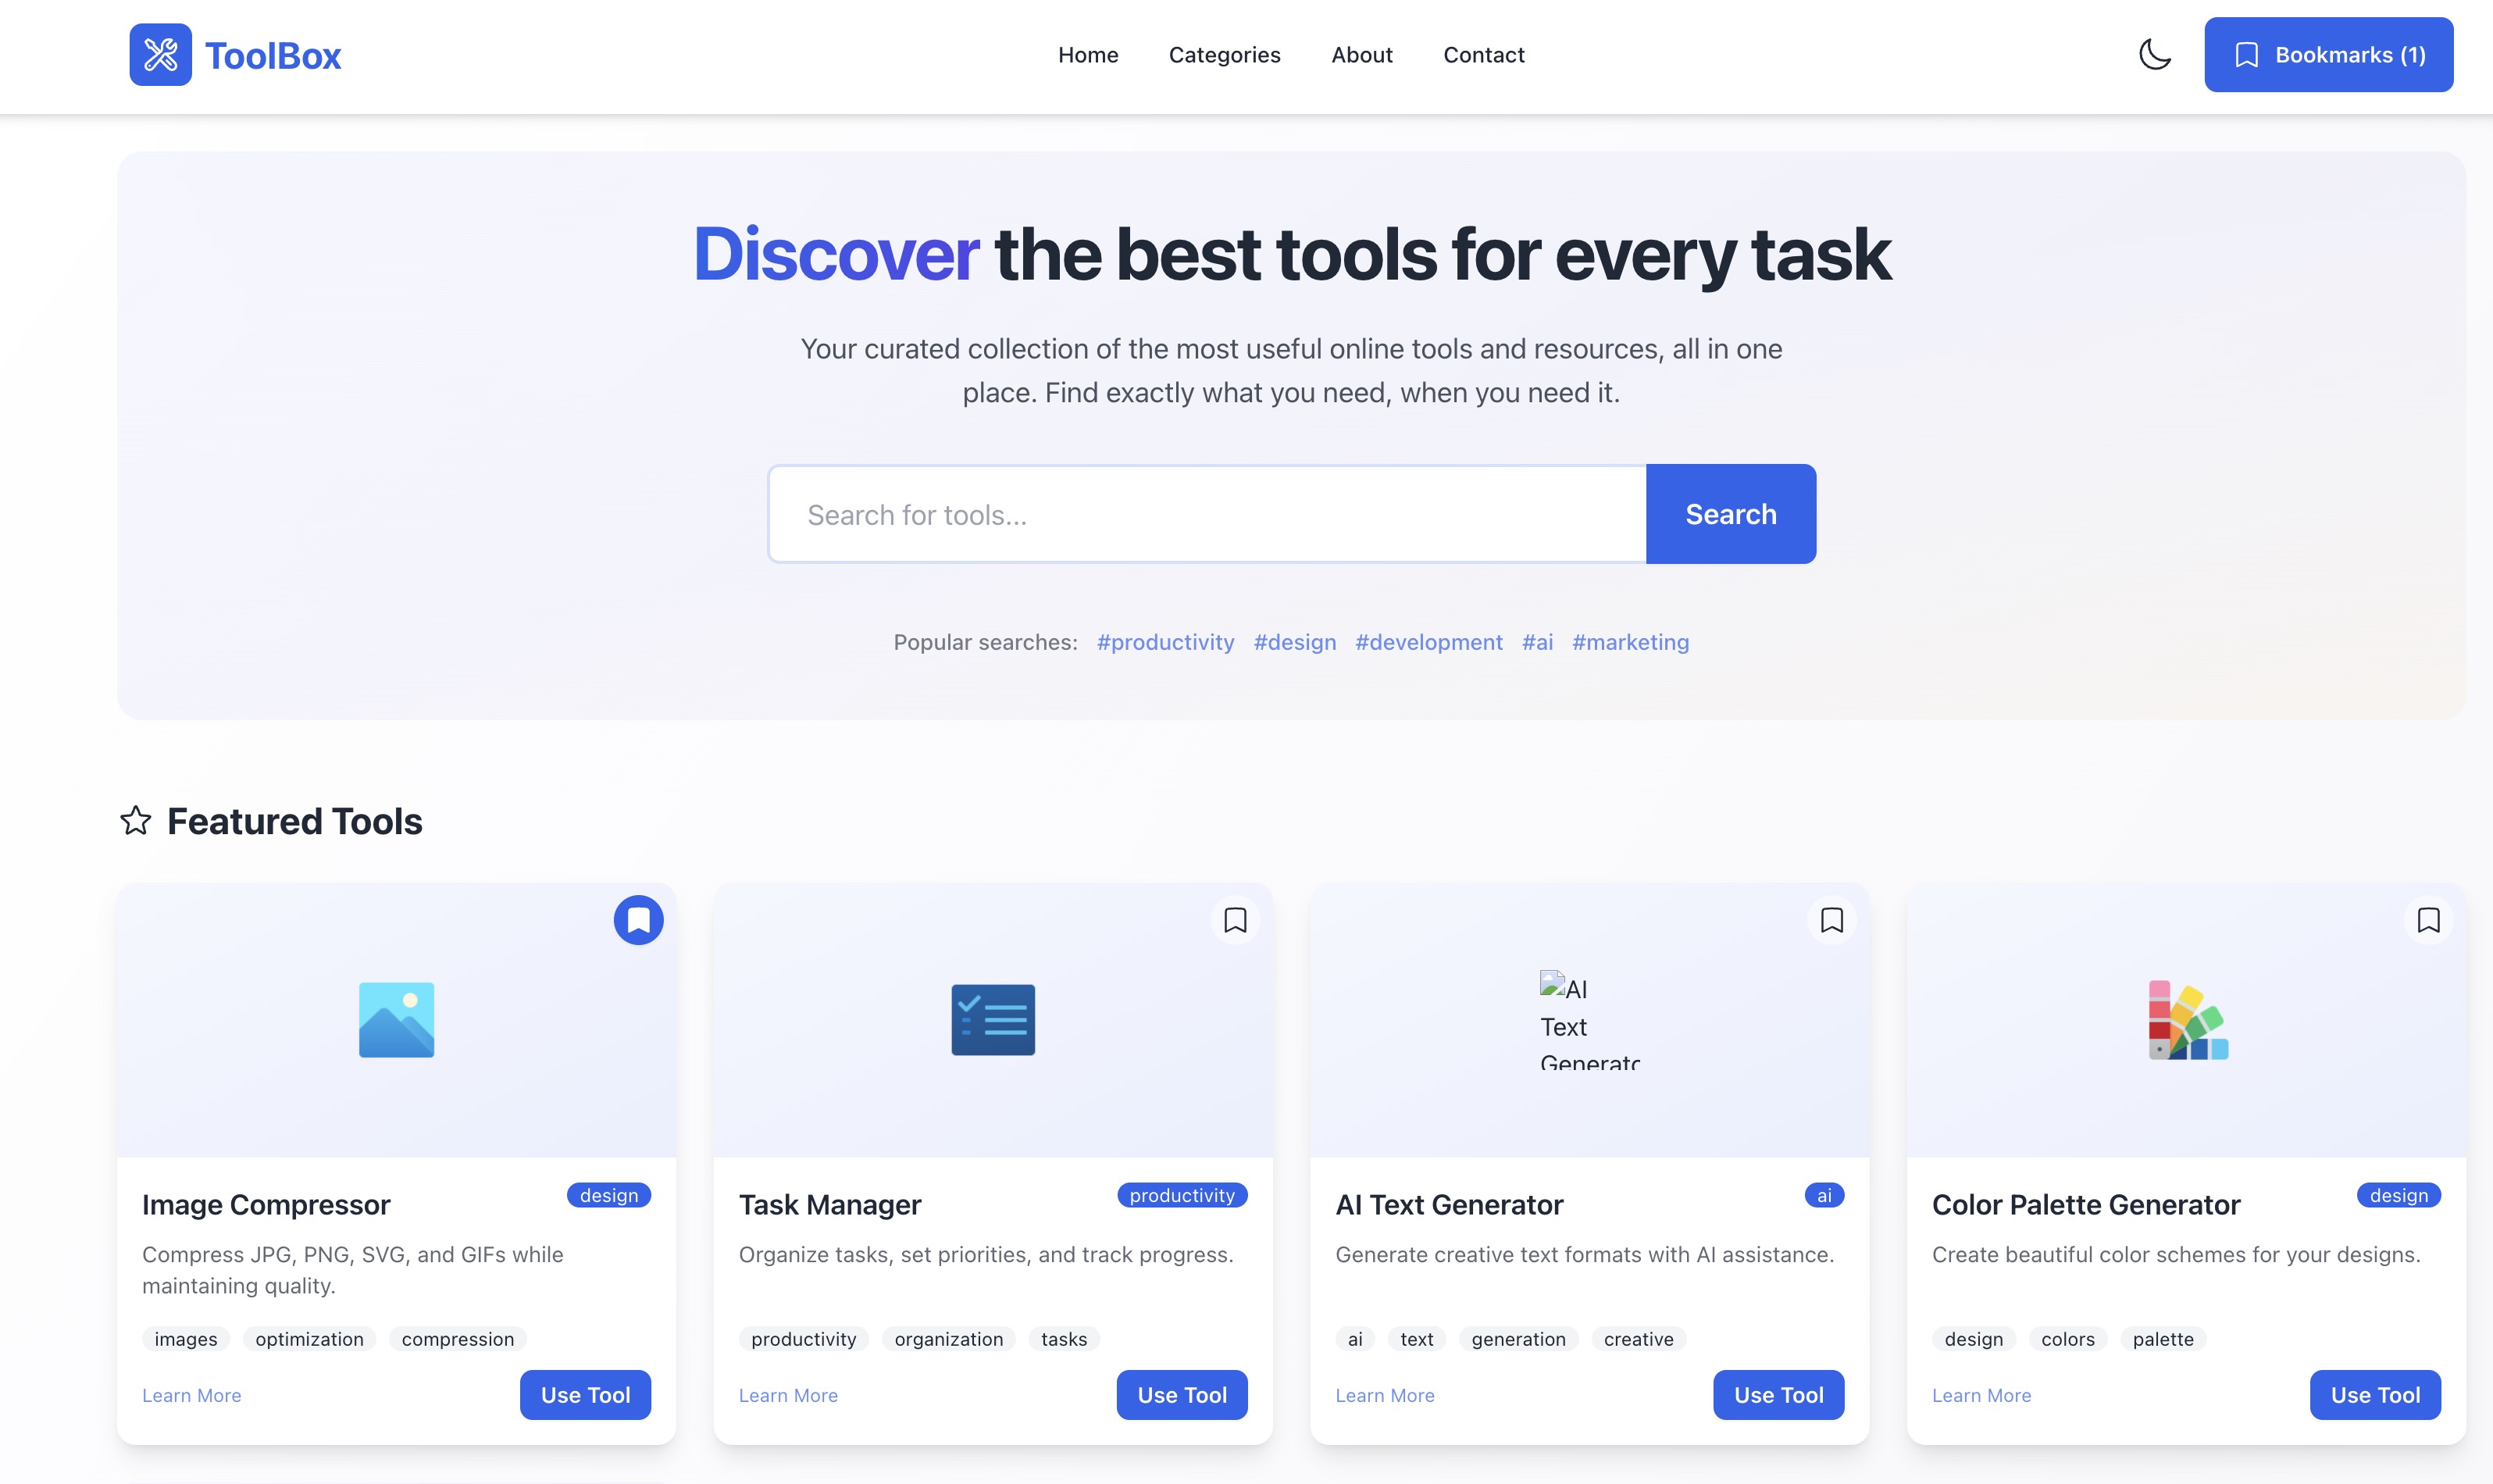 ToolBox
Home
Categories
About
Contact
Bookmarks (1)
Discover the best tools for every task
Your curated collection of the most useful online tools and resources, all in one
place. Find exactly what you need, when you need it.
Search for tools...
Search
Popular searches: #productivity #design #development #ai #marketing
Featured Tools
Image Compressor
design
Compress JPG, PNG, SVG, and GIFs while
maintaining quality.
images optimization compression
Learn More
Use Tool
Task Manager
productivity
Organize tasks, set priorities, and track progress.
productivity organization tasks
Learn More
Use Tool
AI
Text
Generato
AI Text Generator
ai
Generate creative text formats with AI assistance.
ai text generation creative
Learn More
Use Tool
Color Palette Generator
design
Create beautiful color schemes for your designs.
design colors palette
Learn More
Use Tool